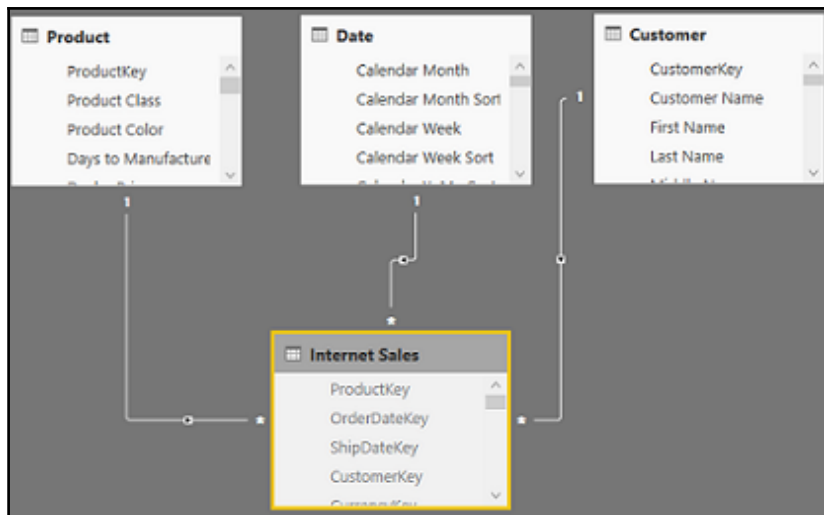 Product
ProductKey
Product Class
Product Color
Days to Manufacture
1
Date
Calendar Month
Calendar Month Sort
Calendar Week
Calendar Week Sort
1
Customer
CustomerKey
Customer Name
First Name
Last Name
1
*
*
*
Internet Sales
ProductKey
OrderDateKey
ShipDateKey
CustomerKey
CurrencyKey